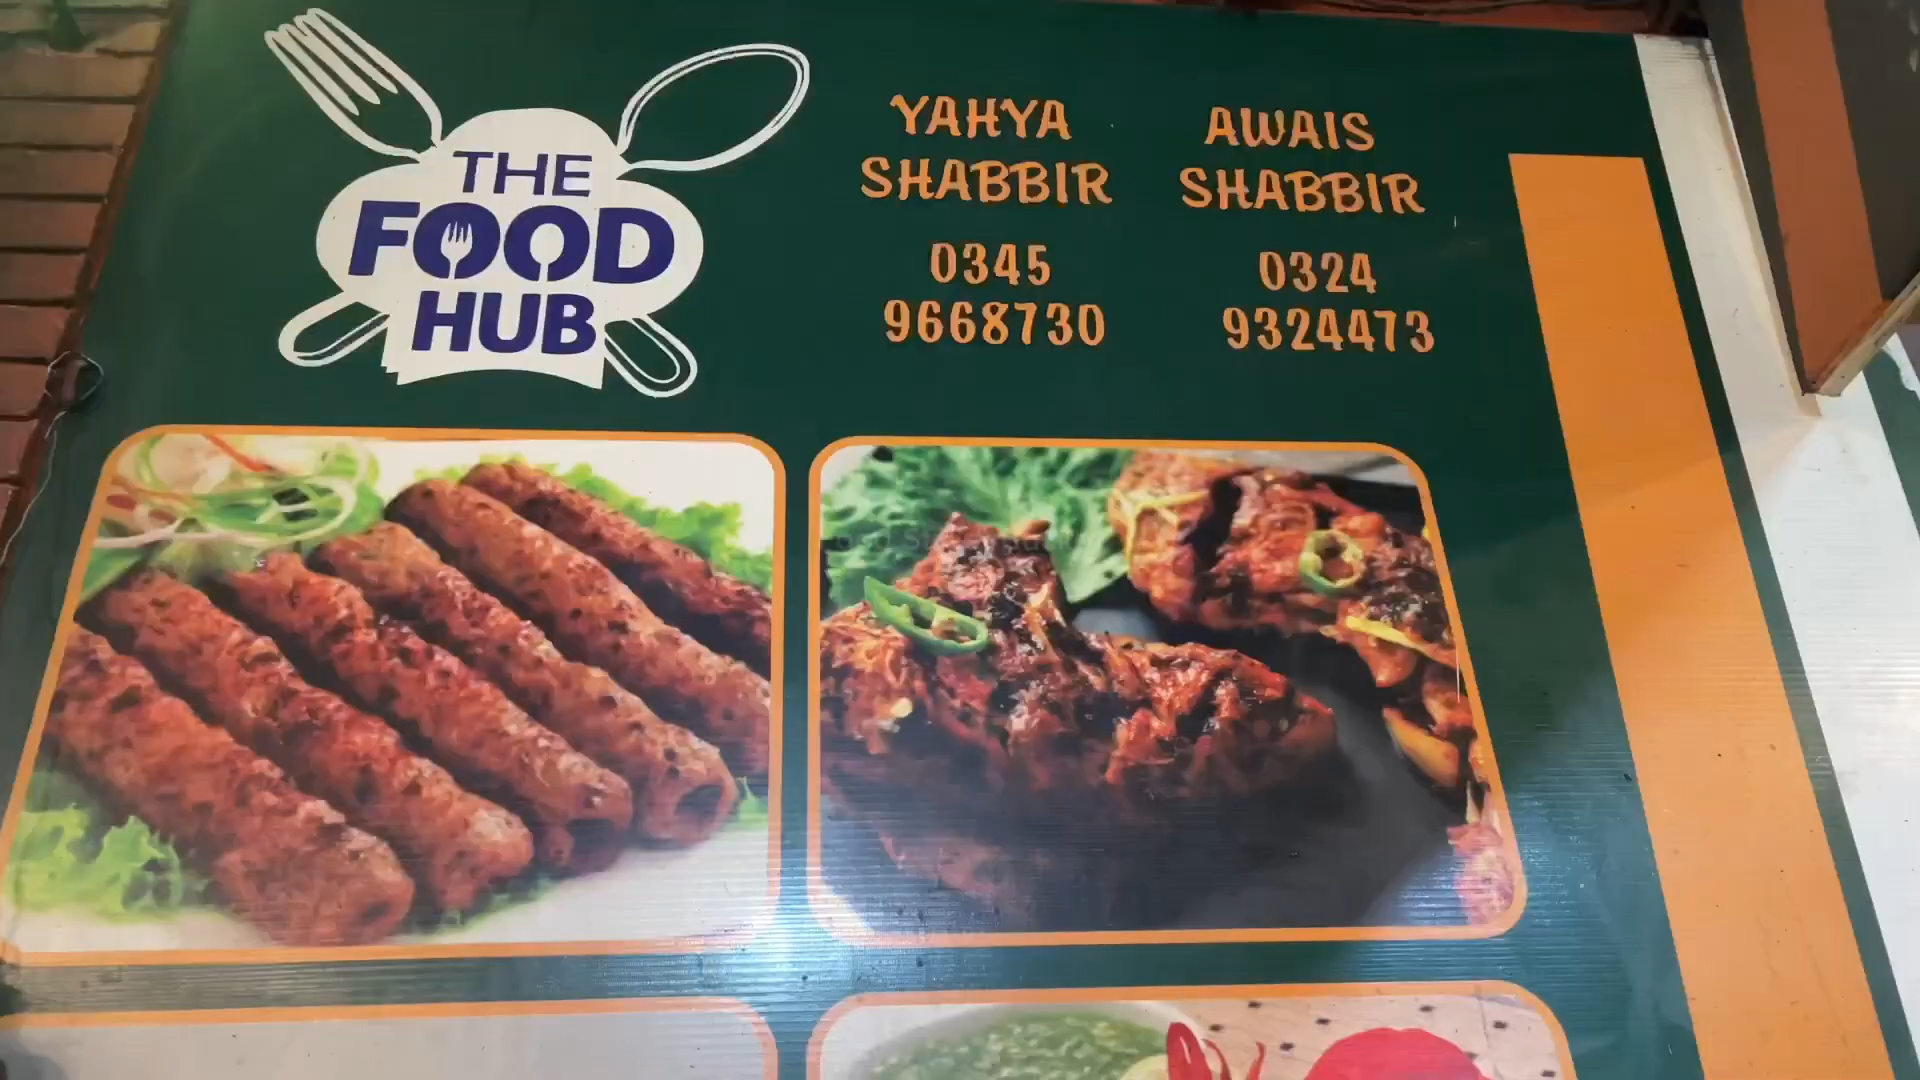 THE
FOOD
HUB
YAHYA
SHABBIR
0345
9668730
AWAIS
SHABBIR
0324
9324473